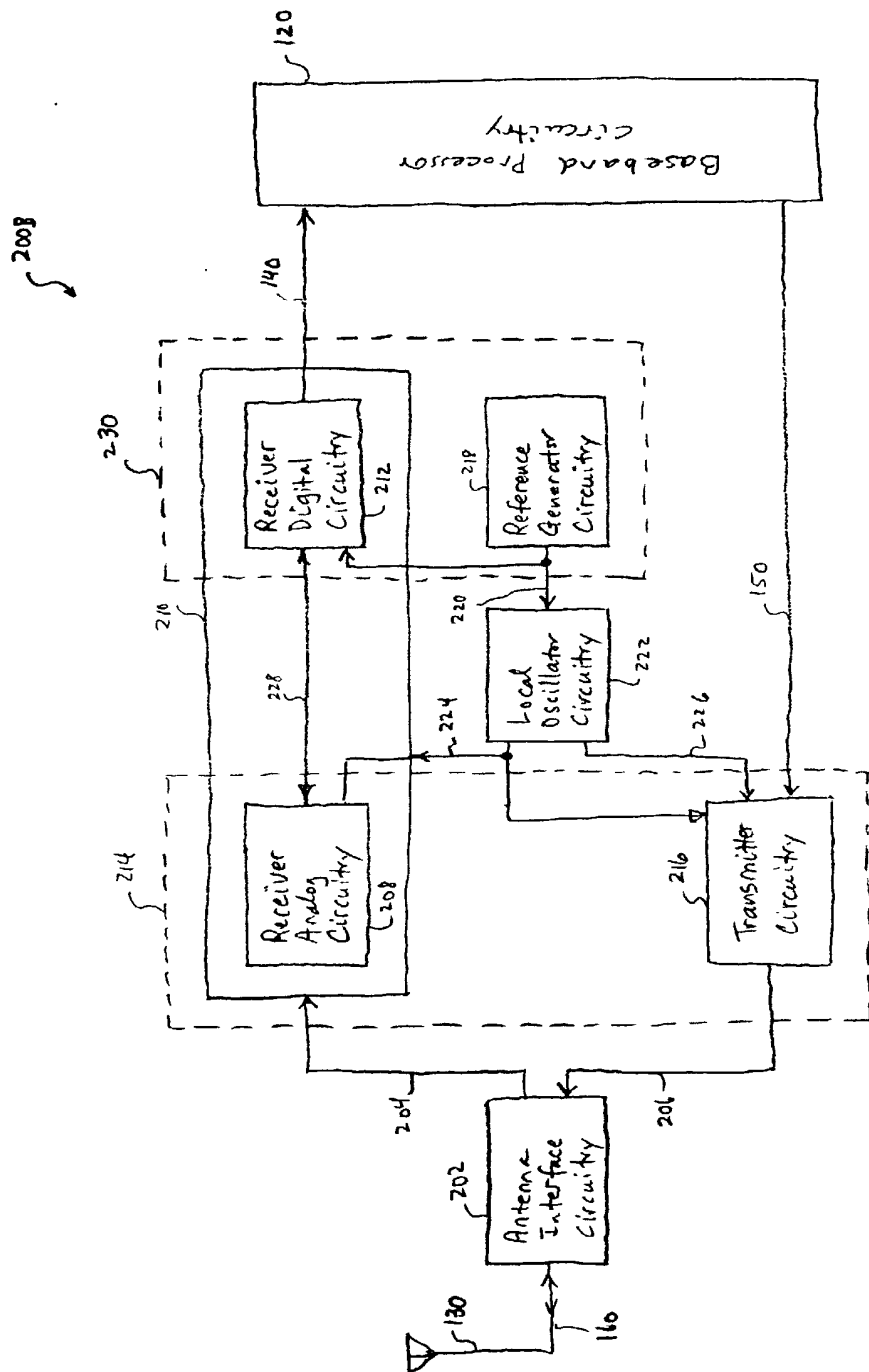 200B
120
Baseband Processor
Circuitry
140
230
Receiver
Digital
Circuitry
212
218
Reference
Generator
Circuitry
210
228
220
150
Local
Oscillator
Circuitry
222
224
226
214
Receiver
Analog
Circuitry
208
216
Transmitter
Circuitry
204
206
202
Antenna
Interface
Circuitry
130
160